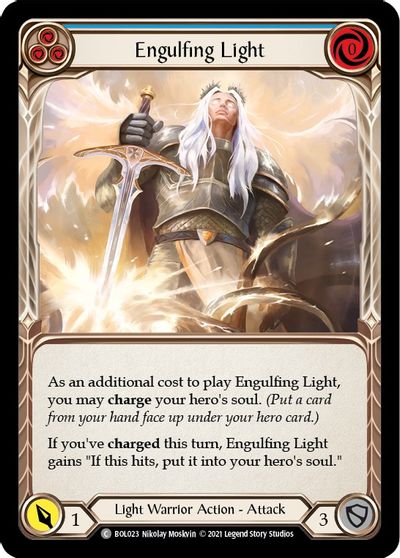 Engulfing Light
0
As an additional cost to play Engulfing Light,
you may charge your hero's soul. (Put a card
from your hand face up under your hero card.)
If you've charged this turn, Engulfing Light
gains "If this hits, put it into your hero's soul."
1
Light Warrior Action - Attack
3
C BOL023 Nikolay Moskvin © 2021 Legend Story Studios